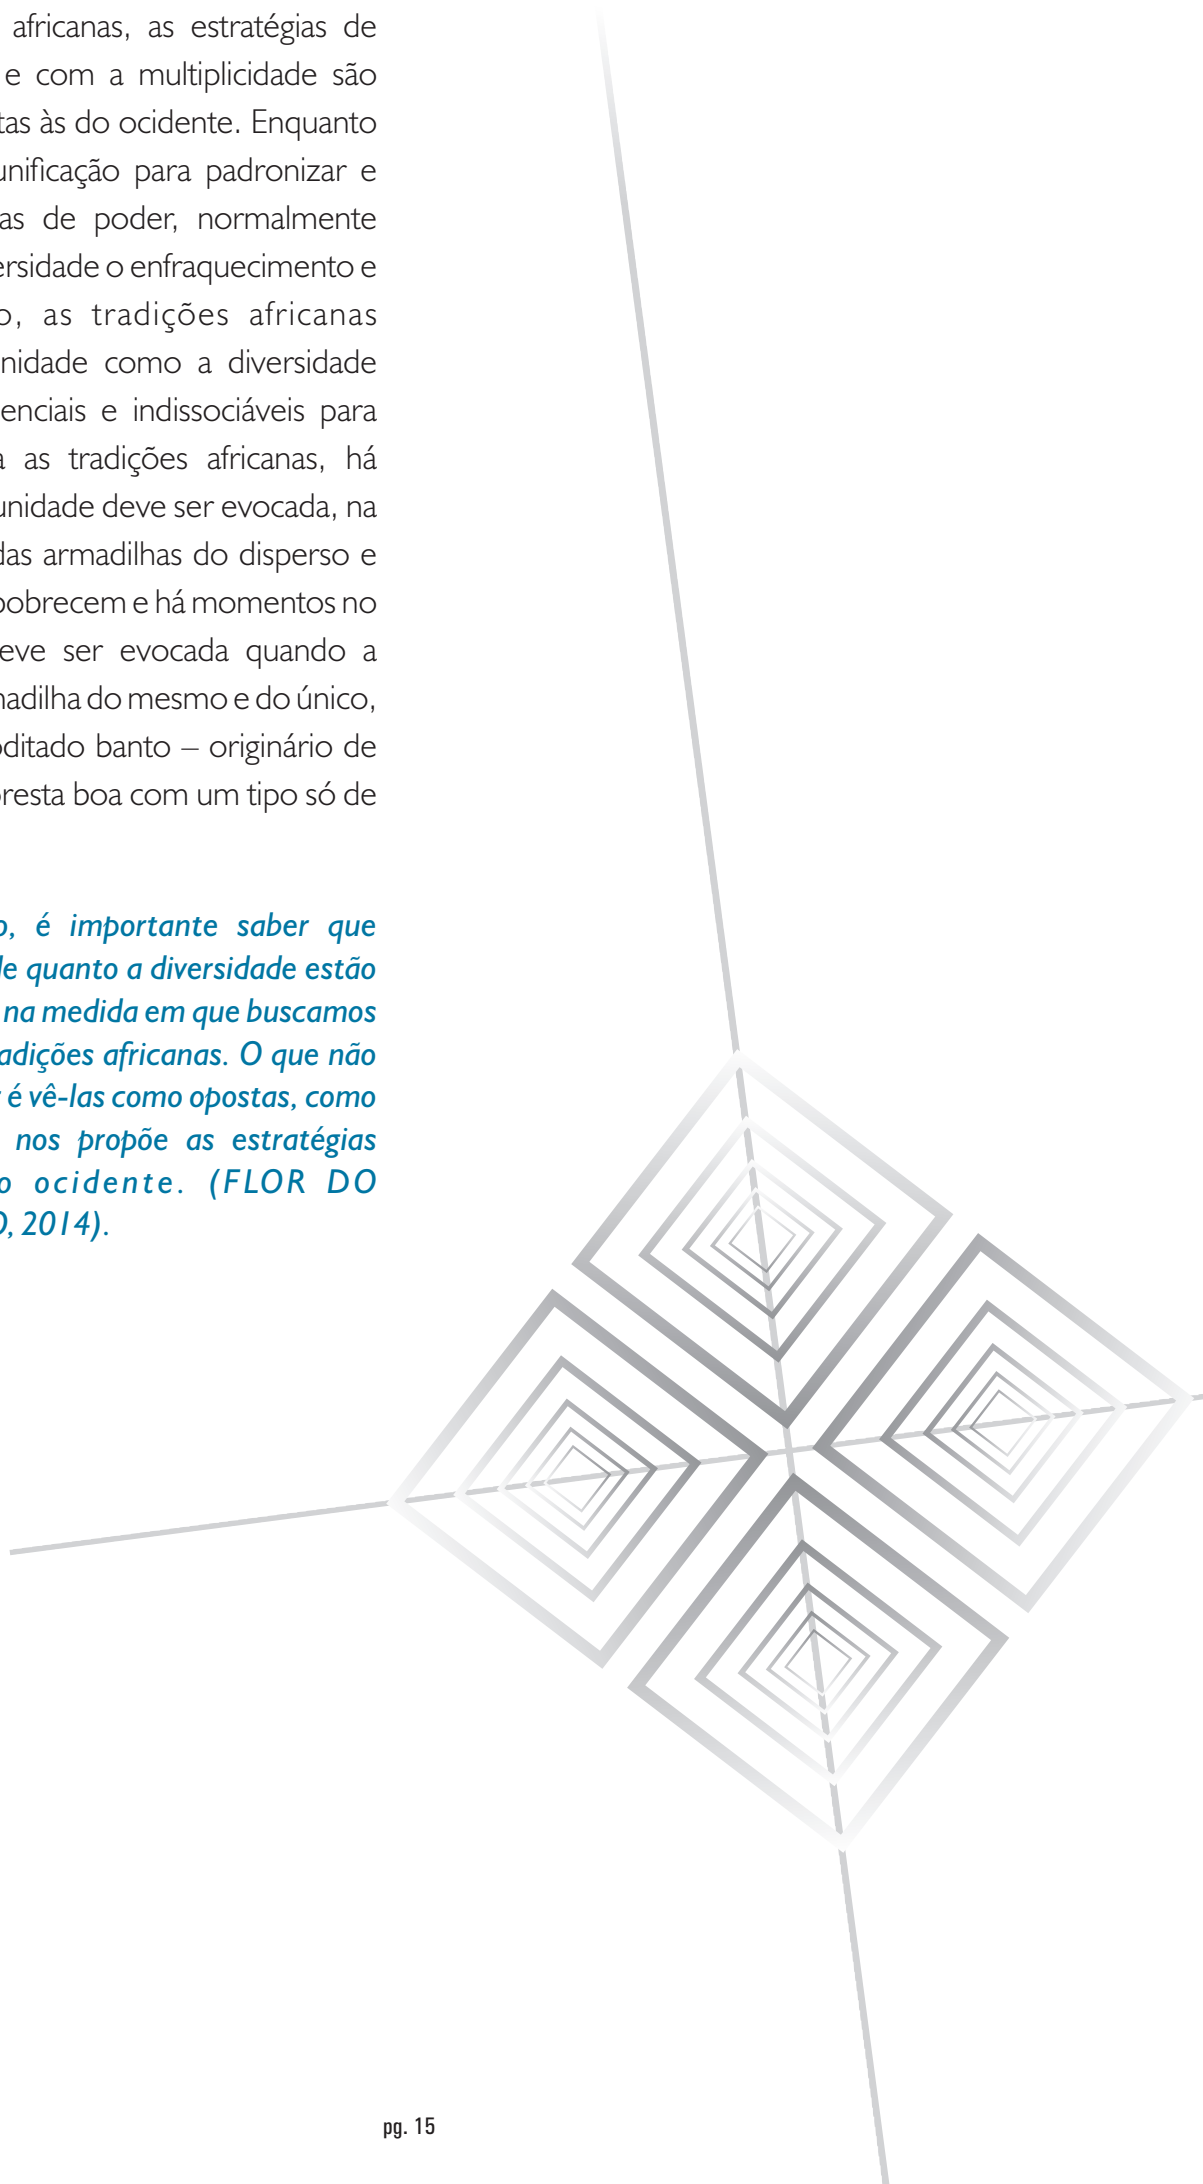 africanas, as estratégias de
e com a multiplicidade são
tas às do ocidente. Enquanto
unificação para padronizar e
as de poder, normalmente
ersidade o enfraquecimento e
o, as tradições africanas
nidade como a diversidade
enciais e indissociáveis para
a as tradições africanas, há
unidade deve ser evocada, na
das armadilhas do disperso e
pobrecem e há momentos no
eve ser evocada quando a
madilha do mesmo e do único,
oditado banto – originário de
oresta boa com um tipo só de
o, é importante saber que
de quanto a diversidade estão
na medida em que buscamos
radições africanas. O que não
é vê-las como opostas, como
nos propõe as estratégias
o ocidente. (FLOR DO
O, 2014).
pg. 15